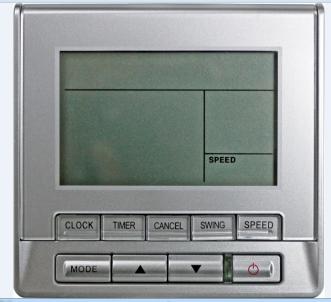 SPEED
CLOCK TIMER CANCEL SWING SPEED
MODE ▲ ▼